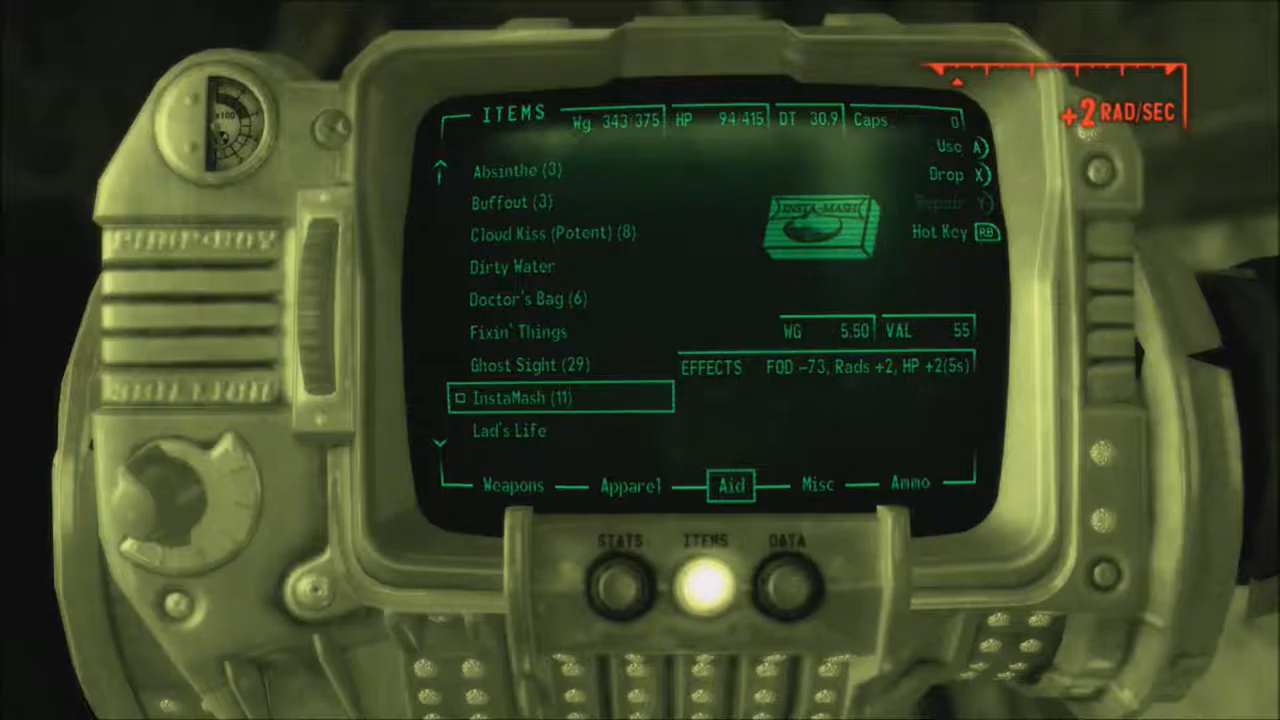 ITEMS Wg 343/375 HP 94/415 DT 30.9 Caps 0
+2 RAD/SEC
x100
Absinthe (3)
Buffout (3)
Cloud Kiss (Potent) (8)
Dirty Water
Doctor's Bag (6)
Fixin' Things
Ghost Sight (29)
InstaMash (11)
Lad's Life
Use A)
Drop X)
Repair Y)
Hot Key RB
INSTA-MASH
WG 5.50 VAL 55
EFFECTS FOD -73, Rads +2, HP +2(5s)
Weapons Apparel Aid Misc Ammo
STATS ITEMS DATA